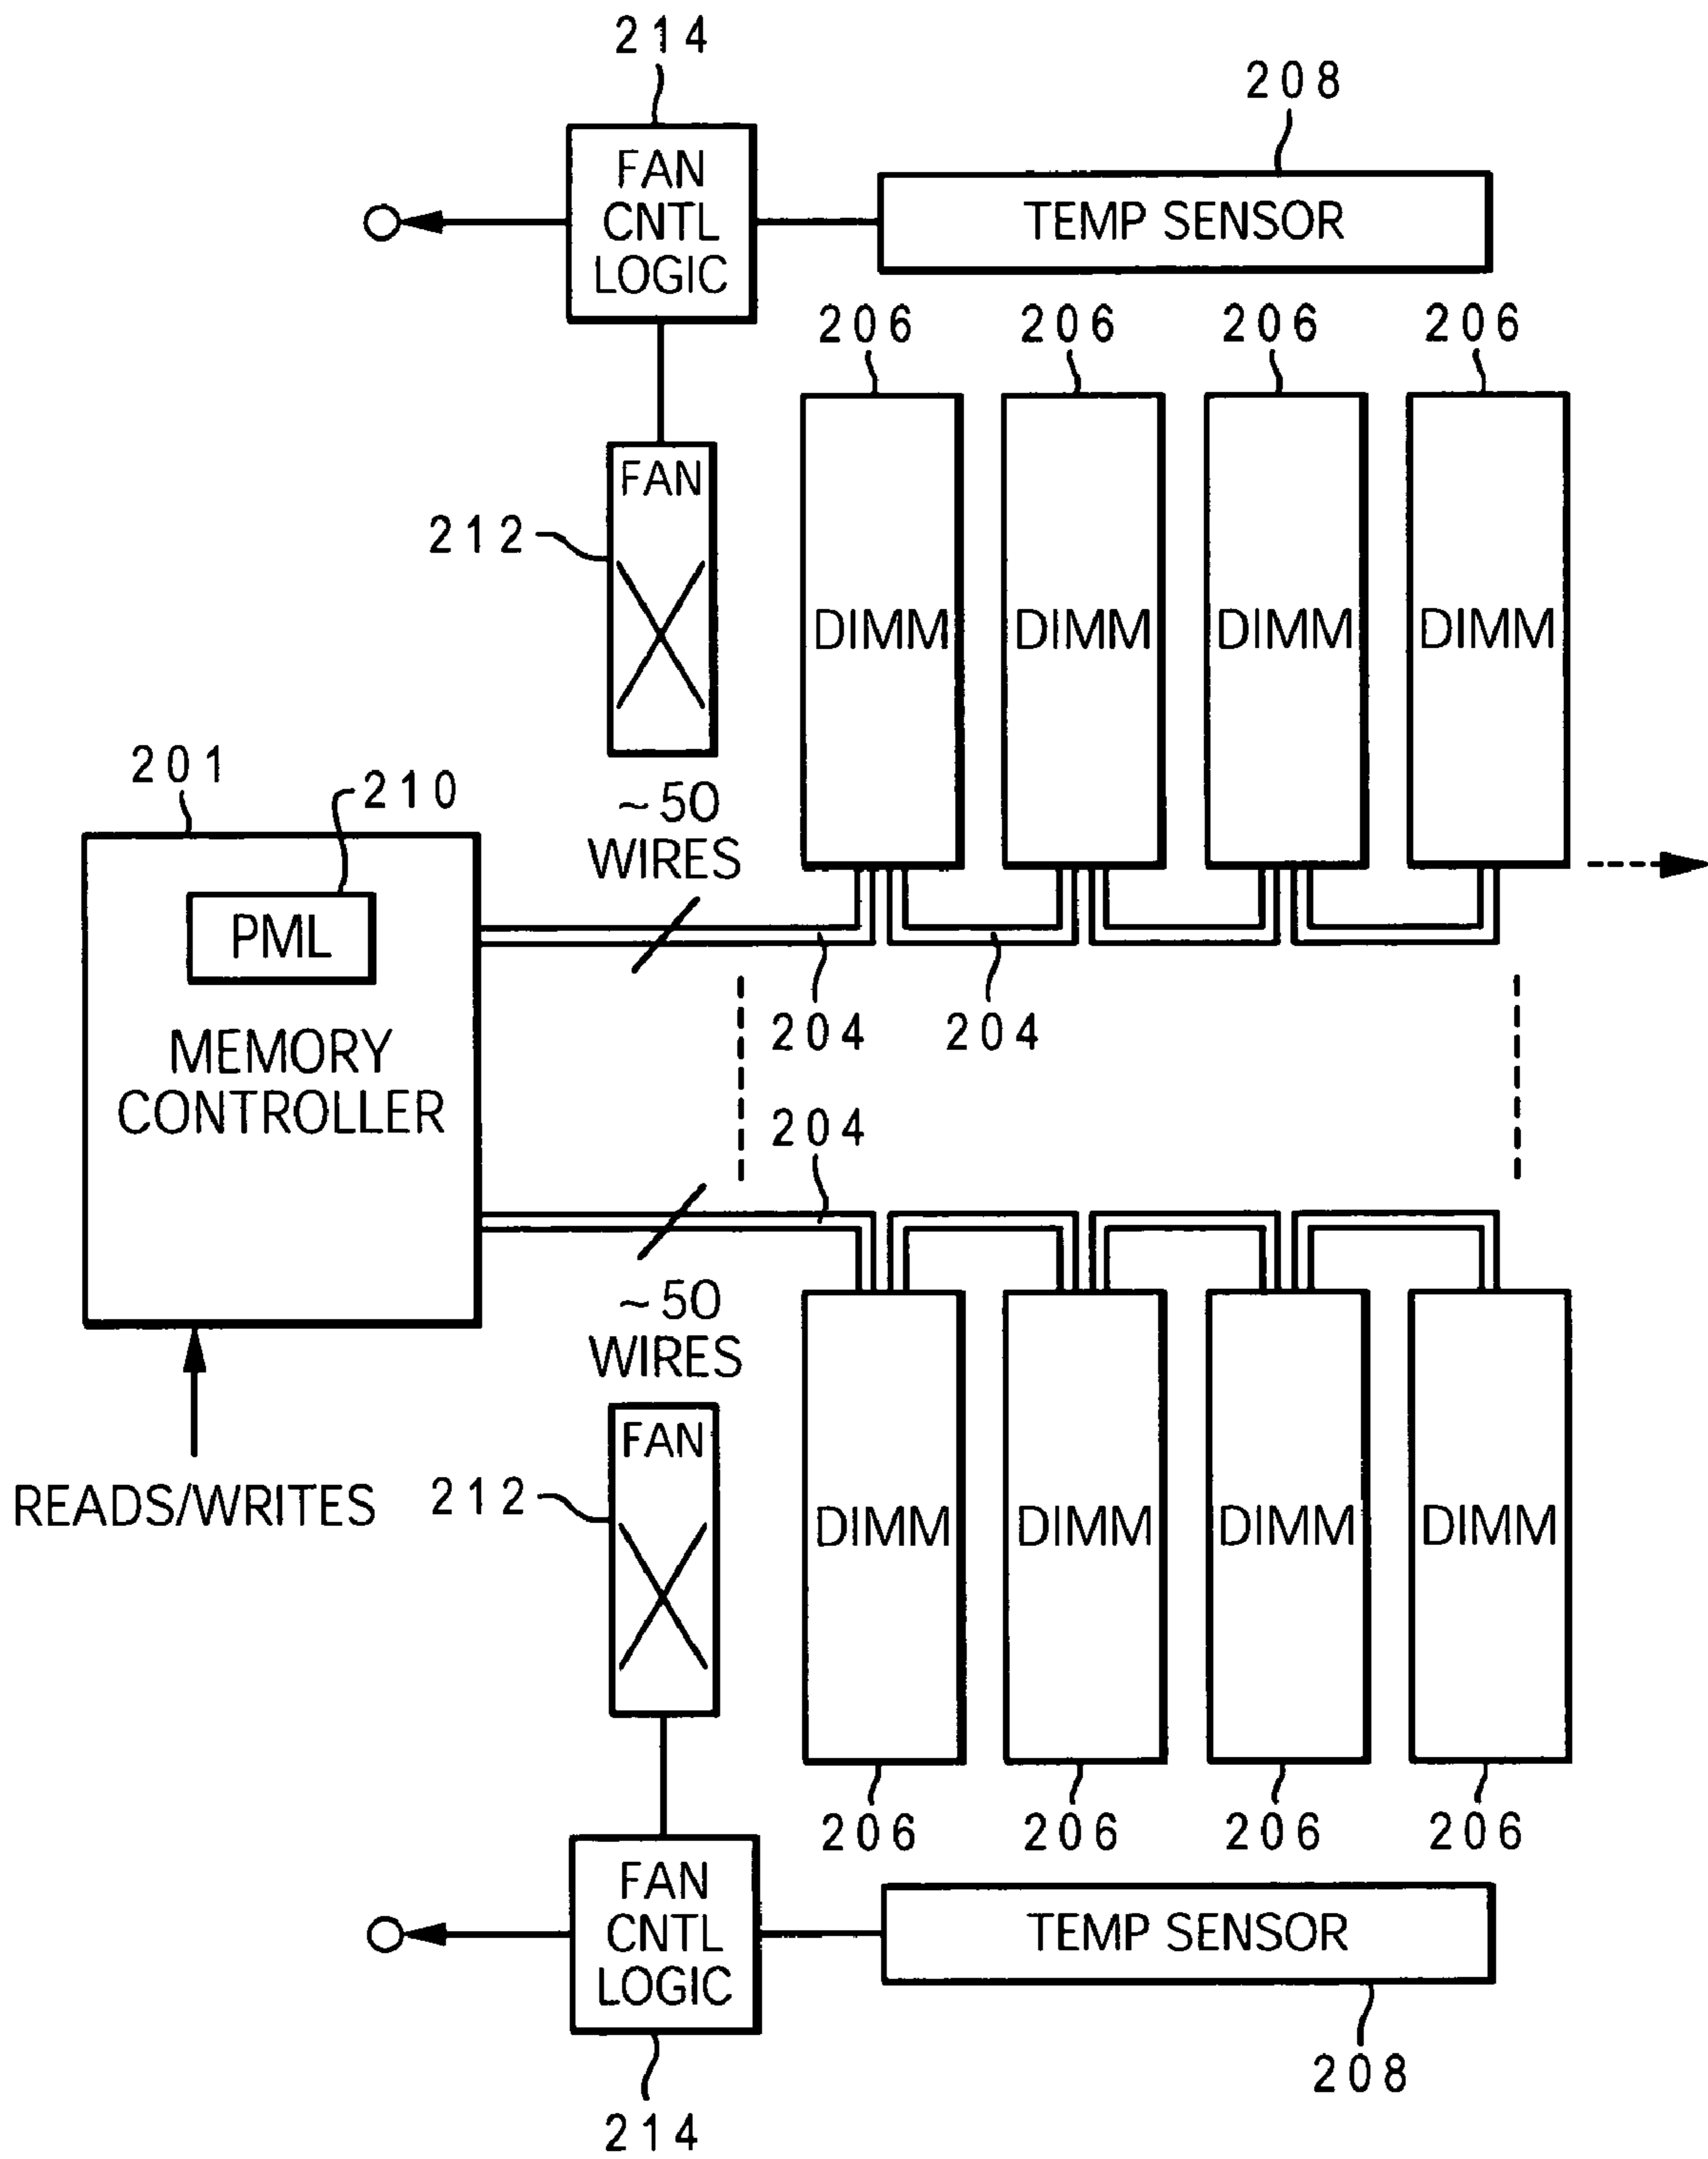 214
208
FAN
CNTL
LOGIC
TEMP SENSOR
206 206 206 206
FAN
212
DIMM DIMM DIMM DIMM
201
210
~50
WIRES
PML
MEMORY
CONTROLLER
204 204
204
~50
WIRES
FAN
READS/WRITES
212
DIMM DIMM DIMM DIMM
206 206 206 206
FAN
CNTL
LOGIC
TEMP SENSOR
208
214